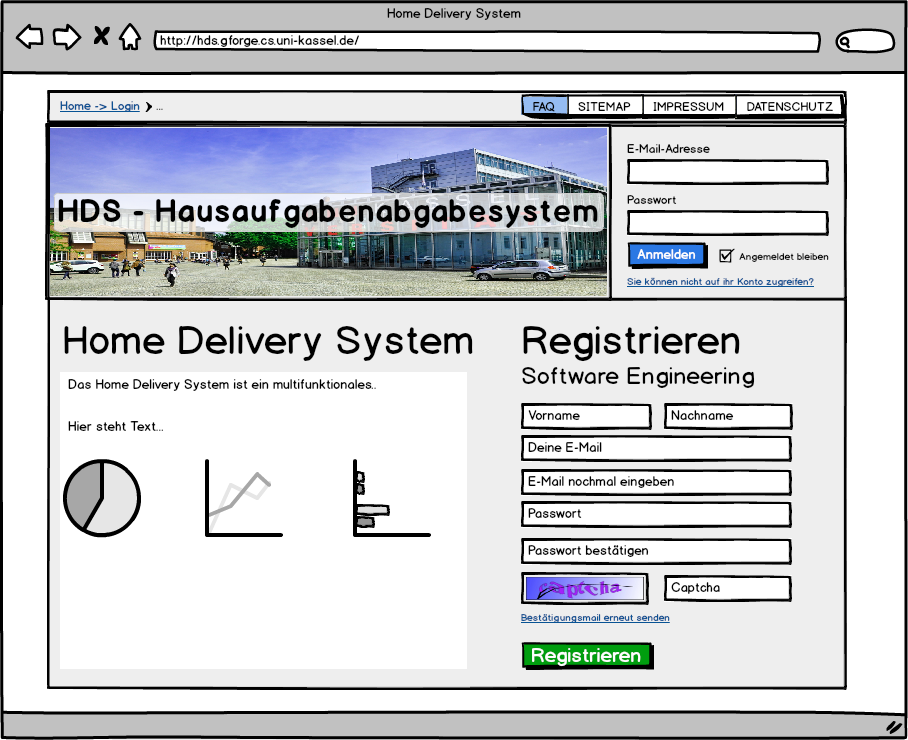 Home Delivery System
http://hds.gforge.cs.uni-kassel.de/
Home -> Login ❯ ...
FAQ SITEMAP IMPRESSUM DATENSCHUTZ
HDS - Hausaufgabenabgabesystem
E-Mail-Adresse
Passwort
Anmelden Angemeldet bleiben
Sie können nicht auf ihr Konto zugreifen?
Home Delivery System
Das Home Delivery System ist ein multifunktionales..
Hier steht Text...
Registrieren
Software Engineering
Vorname Nachname
Deine E-Mail
E-Mail nochmal eingeben
Passwort
Passwort bestätigen
captcha Captcha
Bestätigungsmail erneut senden
Registrieren